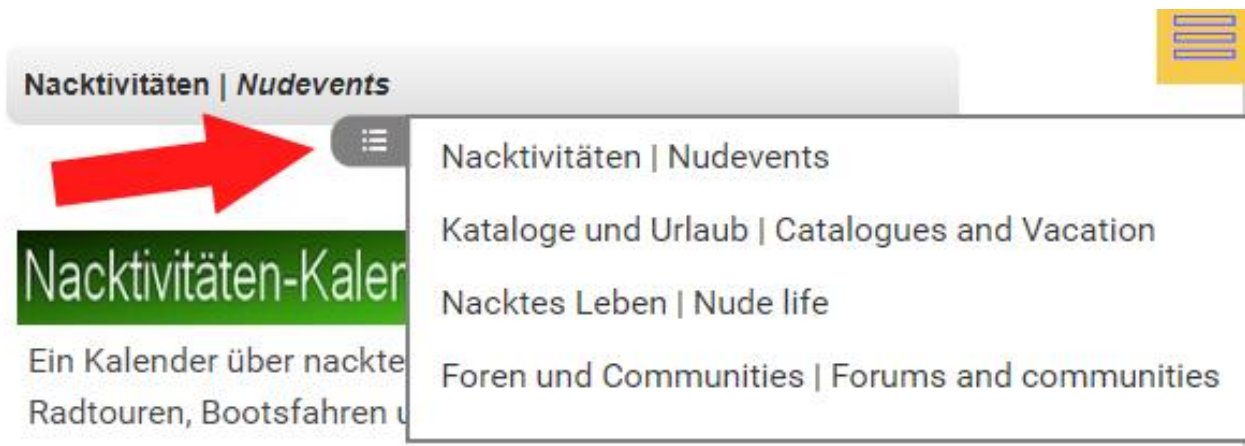 Nacktivitäten | Nudevents
Nacktivitäten | Nudevents
Kataloge und Urlaub | Catalogues and Vacation
Nacktes Leben | Nude life
Foren und Communities | Forums and communities
Nacktivitäten-Kalen
Ein Kalender über nackte
Radtouren, Bootsfahren